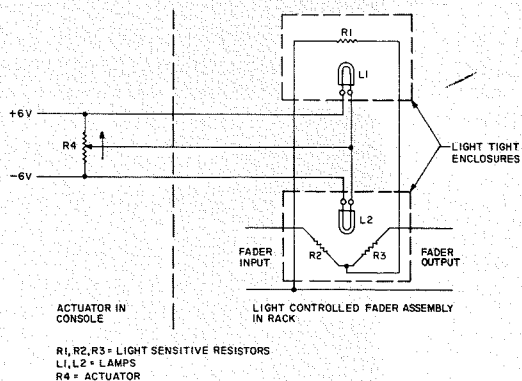 R1
L1
+6V
R4
-6V
LIGHT TIGHT
ENCLOSURES
L2
FADER
INPUT
R2
R3
FADER
OUTPUT
ACTUATOR IN
CONSOLE
LIGHT CONTROLLED FADER ASSEMBLY
IN RACK
R1,R2,R3= LIGHT SENSITIVE RESISTORS
L1,L2 = LAMPS
R4 = ACTUATOR